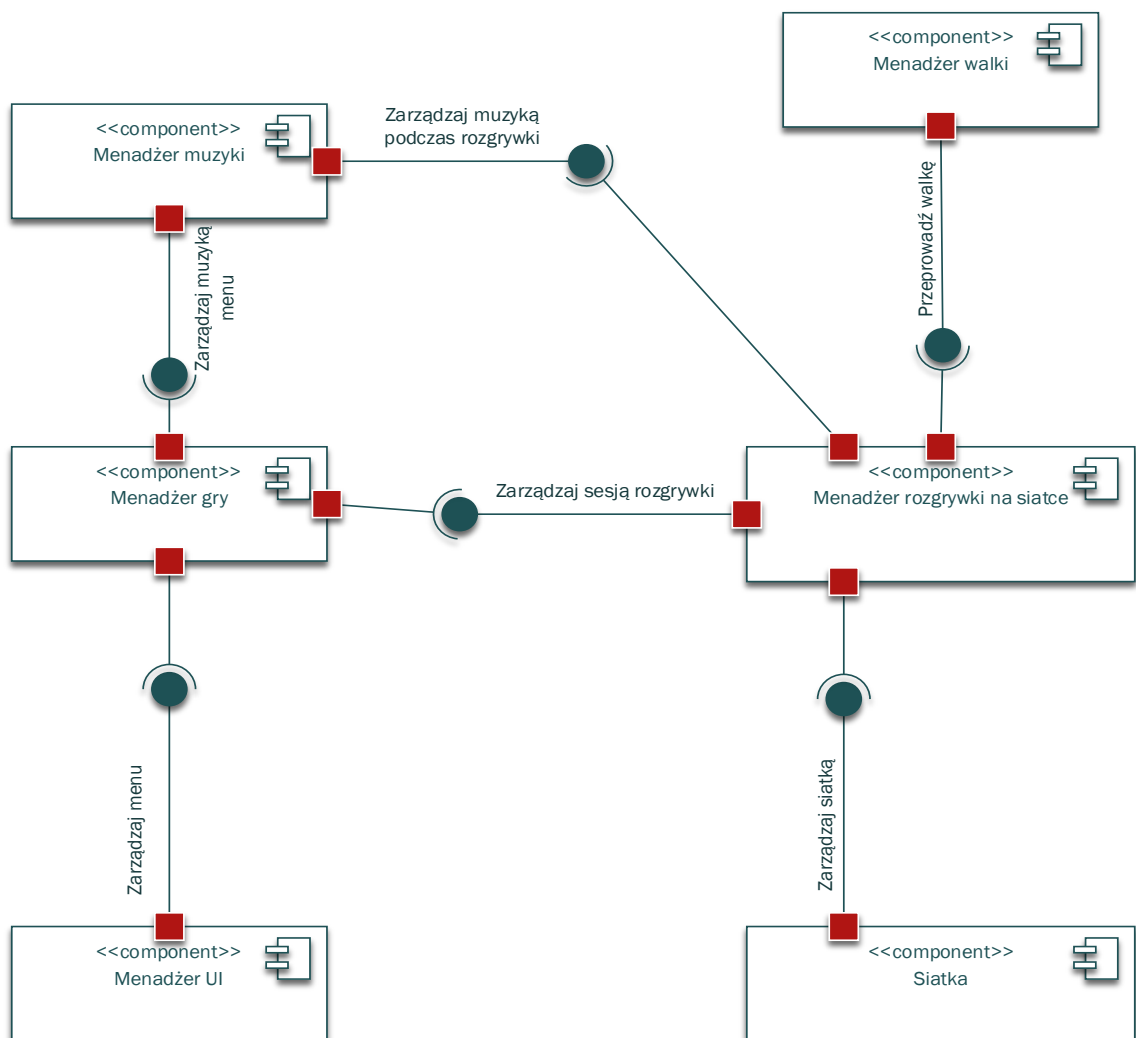 <<component>>
Menadżer walki
<<component>>
Menadżer muzyki
Zarządzaj muzyką
podczas rozgrywki
Przeprowadź walkę
Zarządzaj muzyką
menu
<<component>>
Menadżer gry
Zarządzaj sesją rozgrywki
<<component>>
Menadżer rozgrywki na siatce
Zarządzaj menu
Zarządzaj siatką
<<component>>
Menadżer UI
<<component>>
Siatka